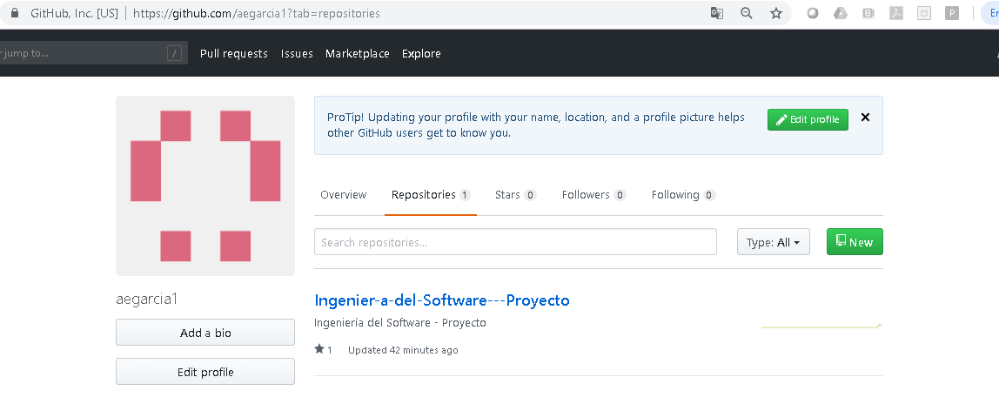 GitHub, Inc. [US] | https://github.com/aegarcia1?tab=repositories
jump to... / Pull requests Issues Marketplace Explore
ProTip! Updating your profile with your name, location, and a profile picture helps
other GitHub users get to know you.
Edit profile
Overview Repositories 1 Stars 0 Followers 0 Following 0
Search repositories...
Type: All
New
aegarcia1
Add a bio
Edit profile
Ingenier-a-del-Software---Proyecto
Ingeniería del Software - Proyecto
1 Updated 42 minutes ago